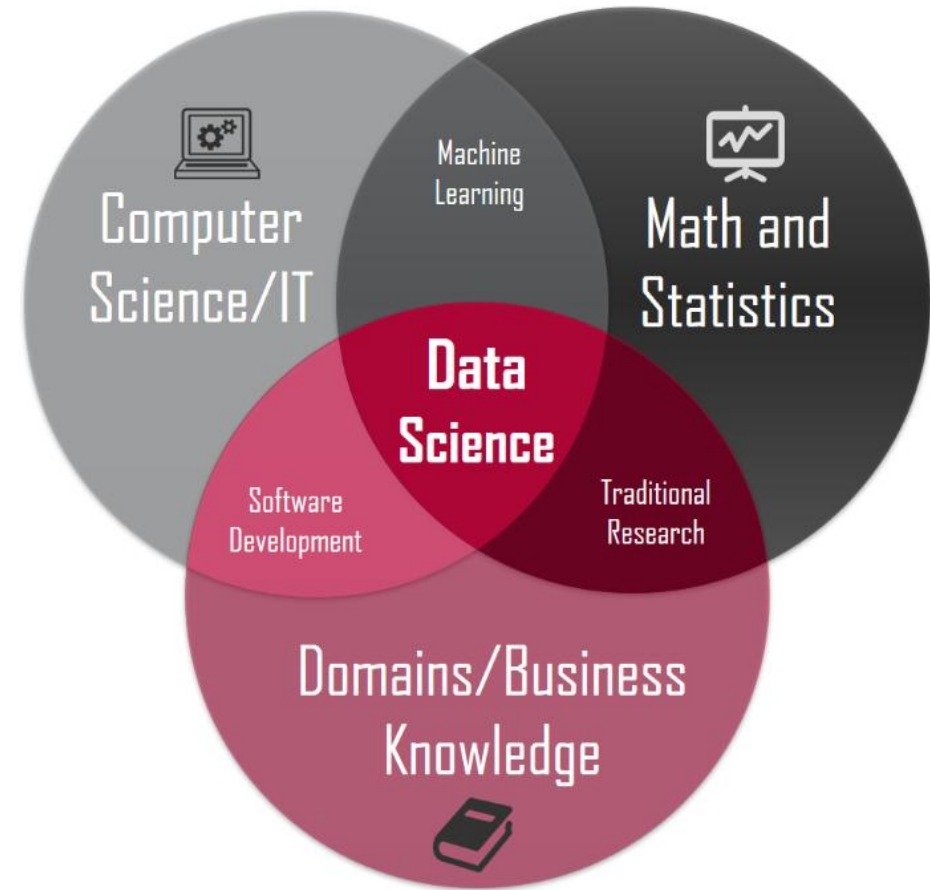 Machine
Learning
Computer
Science/IT
Math and
Statistics
Data
Science
Software
Development
Traditional
Research
Domains/Business
Knowledge